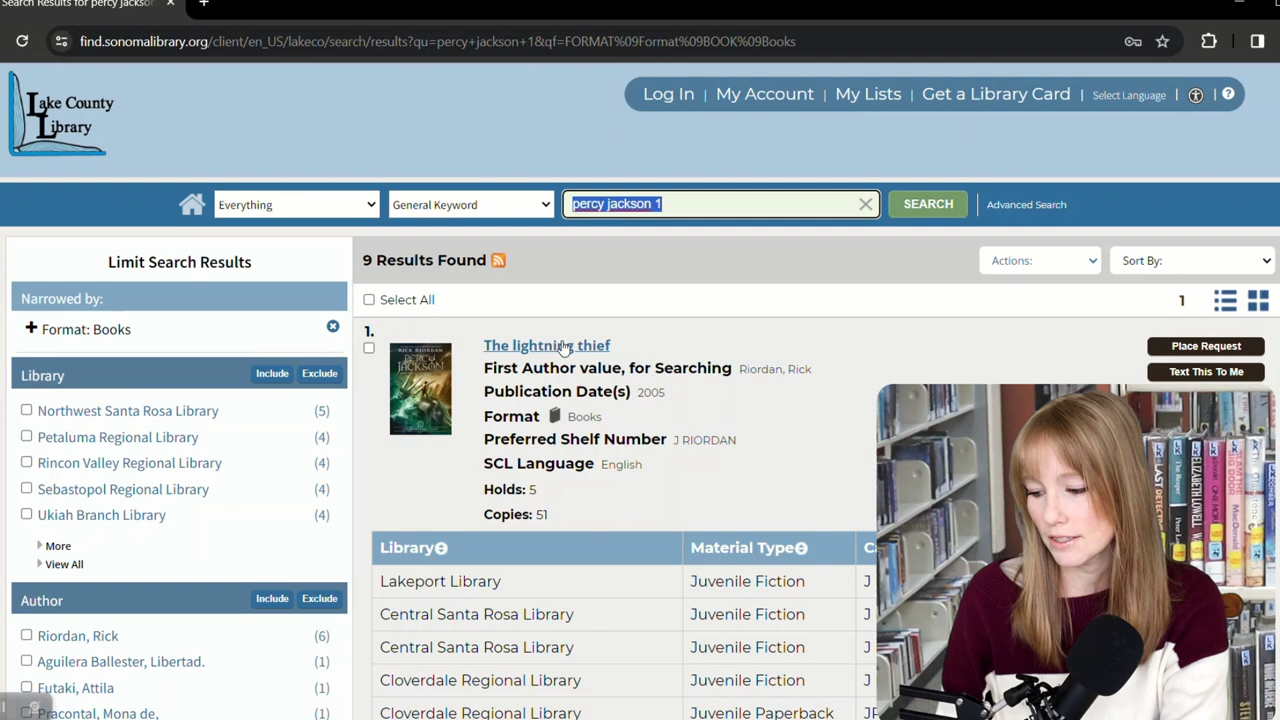 Search Results for percy jackson
find.sonomalibrary.org/client/en_US/lakeco/search/results?qu=percy+jackson+1&qf=FORMAT%09Format%09BOOK%09Books
Log In | My Account | My Lists | Get a Library Card | Select Language | | ?
Lake County
Library
Everything General Keyword percy jackson 1 SEARCH Advanced Search
Limit Search Results
Narrowed by:
+ Format: Books
Library Include Exclude
Northwest Santa Rosa Library (5)
Petaluma Regional Library (4)
Rincon Valley Regional Library (4)
Sebastopol Regional Library (4)
Ukiah Branch Library (4)
More
View All
Author Include Exclude
Riordan, Rick (6)
Aguilera Ballester, Libertad. (1)
Futaki, Attila (1)
Pracontal, Mona de, (1)
9 Results Found Actions: Sort By:
Select All 1
1.
RICK RIORDAN
PERCY
JACKSON
The lightning thief Place Request
First Author value, for Searching Riordan, Rick Text This To Me
Publication Date(s) 2005
Format Books
Preferred Shelf Number J RIORDAN
SCL Language English
Holds: 5
Copies: 51
Library Material Type
Lakeport Library Juvenile Fiction J
Central Santa Rosa Library Juvenile Fiction J
Central Santa Rosa Library Juvenile Fiction J
Cloverdale Regional Library Juvenile Fiction J
Cloverdale Regional Library Juvenile Paperback
ELIZABETH LOWELL
MACDONALD